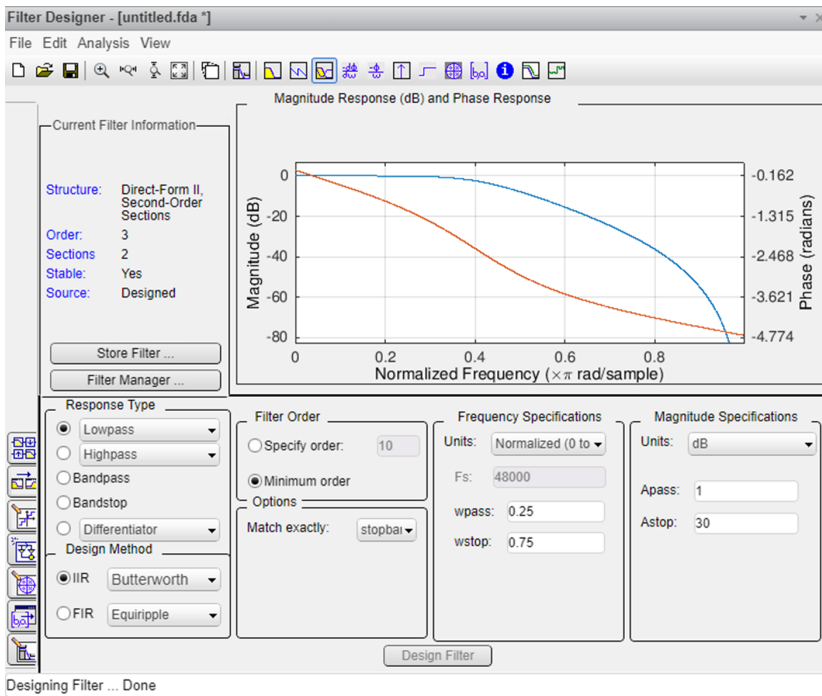 Filter Designer - [untitled.fda *]
File Edit Analysis View
Magnitude Response (dB) and Phase Response
Current Filter Information
Structure: Direct-Form II,
Second-Order
Sections
Order: 3
Sections 2
Stable: Yes
Source: Designed
Store Filter ...
Filter Manager ...
Magnitude (dB)
0
-20
-40
-60
-80
0 0.2 0.4 0.6 0.8
Normalized Frequency (×π rad/sample)
-0.162
-1.315
-2.468
-3.621
-4.774
Phase (radians)
Response Type
Lowpass
Highpass
Bandpass
Bandstop
Differentiator
Design Method
IIR Butterworth
FIR Equiripple
Filter Order
Specify order: 10
Minimum order
Options
Match exactly: stopbai
Frequency Specifications
Units: Normalized (0 to
Fs: 48000
wpass: 0.25
wstop: 0.75
Magnitude Specifications
Units: dB
Apass: 1
Astop: 30
Design Filter
Designing Filter ... Done